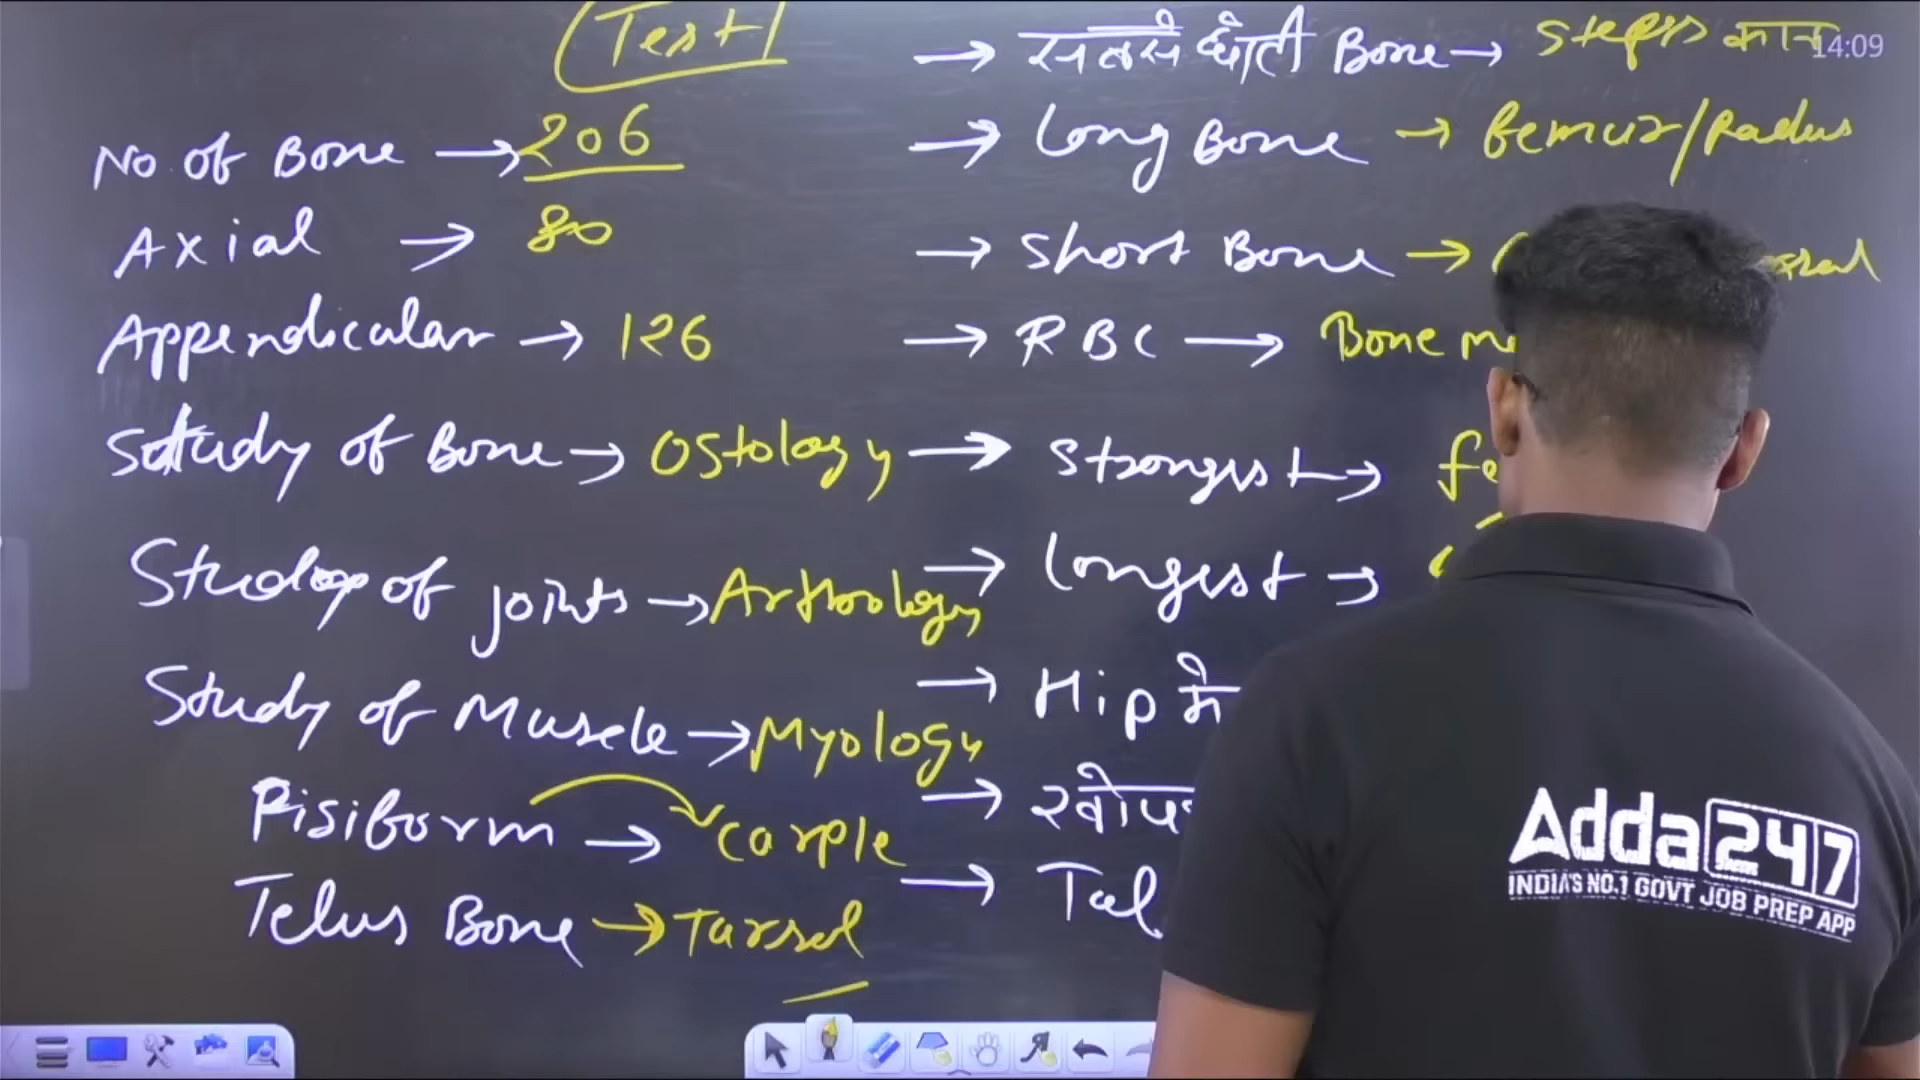 Test
No. of Bone → 206
Axial → 80
Appendicular → 126
Study of Bone → Ostology
Study of joints → Arthology
Study of Muscle → Myology
Pisiform → Carple
Telus Bone → Tarsal
→ सबसे छोटी Bone → Stepes कान
14:09
→ Long Bone → femur/Radus
→ Short Bone →
→ RBC → Bone
→ Strongest →
→ Longest →
→ Hip में
→
→
Adda247
INDIA'S NO.1 GOVT JOB PREP APP